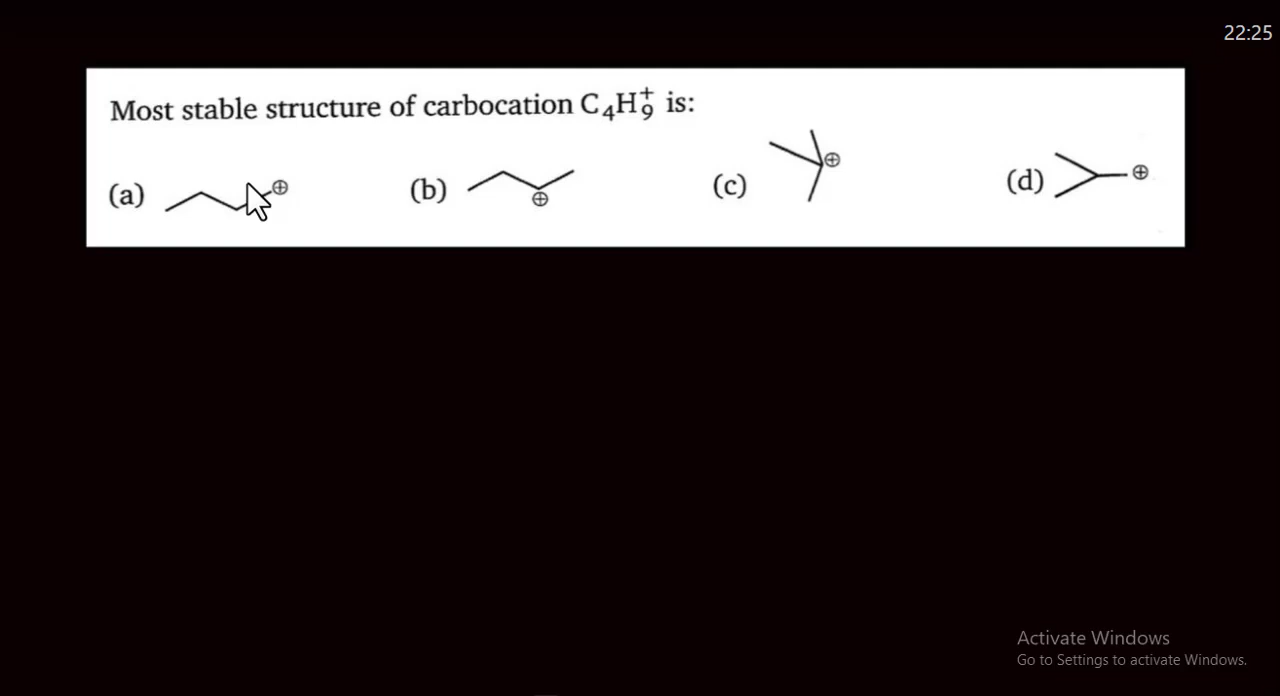 22:25
Most stable structure of carbocation C₄H₉⁺ is:
(a) ⊕ (b) ⊕ (c) ⊕ (d) ⊕
Activate Windows
Go to Settings to activate Windows.